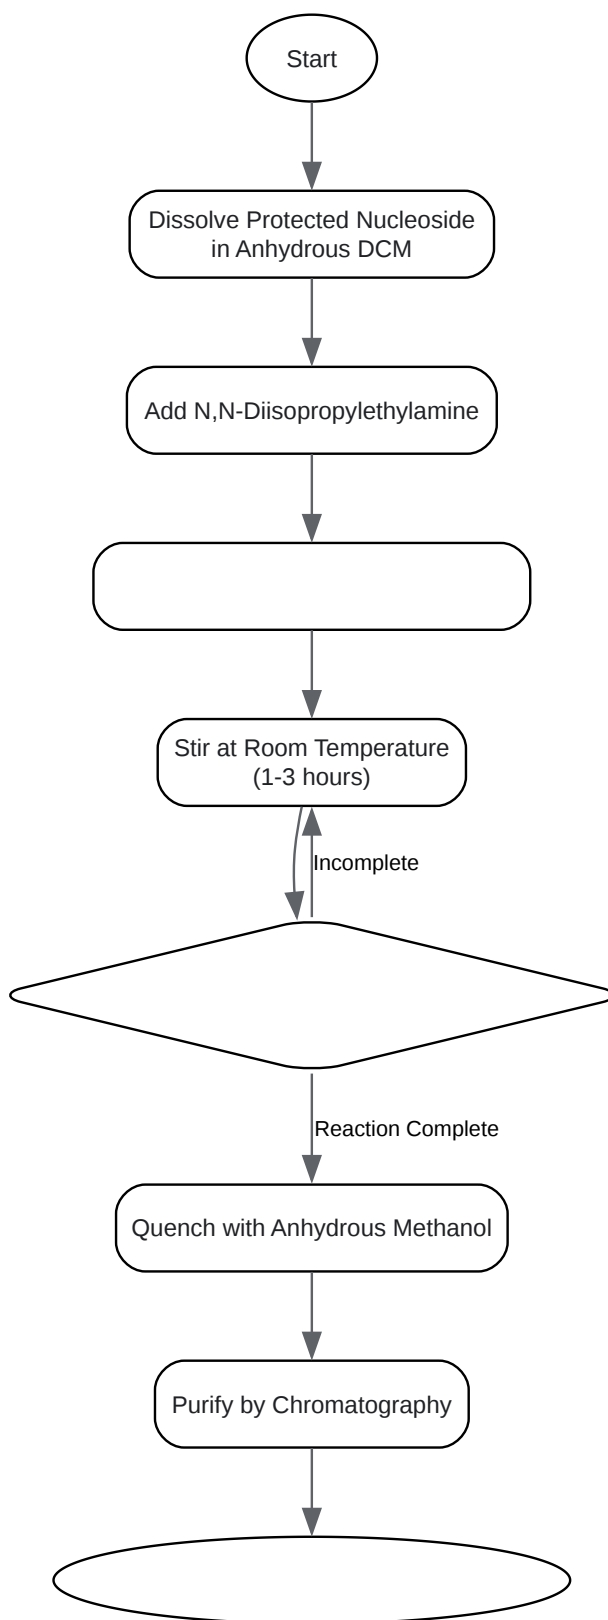 Start
Dissolve Protected Nucleoside
in Anhydrous DCM
Add N,N-Diisopropylethylamine
Stir at Room Temperature
(1-3 hours)
Incomplete
Reaction Complete
Quench with Anhydrous Methanol
Purify by Chromatography